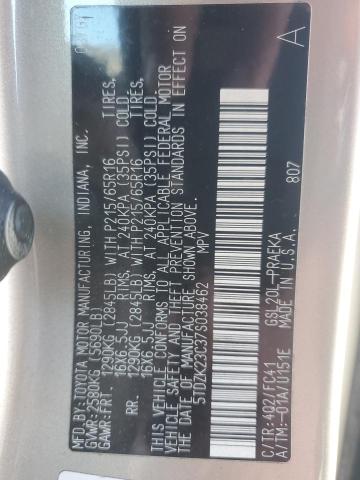 MFD.BY:TOYOTA MOTOR MANUFACTURING, INDIANA, INC.
GVWR:2580KG (5690LB)
GAWR:FRT. 1290KG (2845LB) WITH P215/65R16 TIRES,
16X6.5JJ RIMS, AT 240KPA (35PSI) COLD.
RR. 1290KG (2845LB) WITH P215/65R16 TIRES,
16X6.5JJ RIMS, AT 240KPA (35PSI) COLD.
THIS VEHICLE CONFORMS TO ALL APPLICABLE FEDERAL MOTOR
VEHICLE SAFETY AND THEFT PREVENTION STANDARDS IN EFFECT
ON THE DATE OF MANUFACTURE SHOWN ABOVE.
5TDZK23C37S038462 MPV
C/TR:4Q2/FC41 GSL20L-PRAEKA
A/TM:-01A/U151E MADE IN U.S.A. 807
A